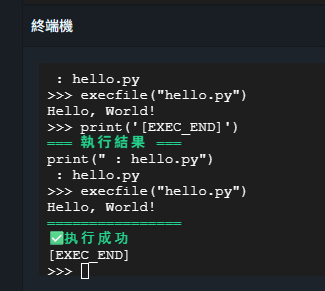 終端機
 : hello.py
>>> execfile("hello.py")
Hello, World!
>>> print('[EXEC_END]')
=== 執行結果 ===
print(" : hello.py")
 : hello.py
>>> execfile("hello.py")
Hello, World!
================
✅执行成功
[EXEC_END]
>>>